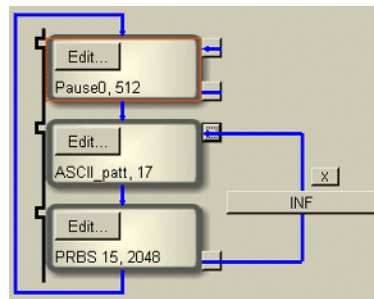 Edit...
Pause0, 512
Edit...
ASCII_patt, 17
X
INF
Edit...
PRBS 15, 2048